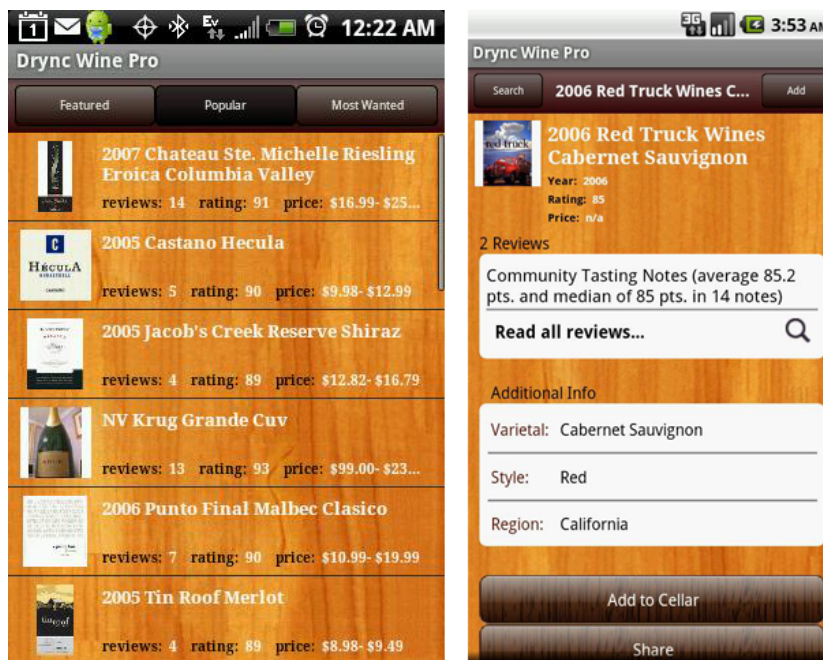 12:22 AM
Drync Wine Pro
Featured
Popular
Most Wanted
2007 Chateau Ste. Michelle Riesling
Eroica Columbia Valley
reviews: 14 rating: 91 price: $16.99- $25...
C
HÉCULA
2005 Castano Hecula
reviews: 5 rating: 90 price: $9.98- $12.99
2005 Jacob's Creek Reserve Shiraz
reviews: 4 rating: 89 price: $12.82- $16.79
NV Krug Grande Cuv
reviews: 13 rating: 93 price: $99.00- $23...
2006 Punto Final Malbec Clasico
reviews: 7 rating: 90 price: $10.99- $19.99
2005 Tin Roof Merlot
reviews: 4 rating: 89 price: $8.98- $9.49
3G
3:53 AM
Drync Wine Pro
Search
2006 Red Truck Wines C...
Add
red truck
2006 Red Truck Wines
Cabernet Sauvignon
Year: 2006
Rating: 85
Price: n/a
2 Reviews
Community Tasting Notes (average 85.2
pts. and median of 85 pts. in 14 notes)
Read all reviews...
Additional Info
Varietal: Cabernet Sauvignon
Style: Red
Region: California
Add to Cellar
Share